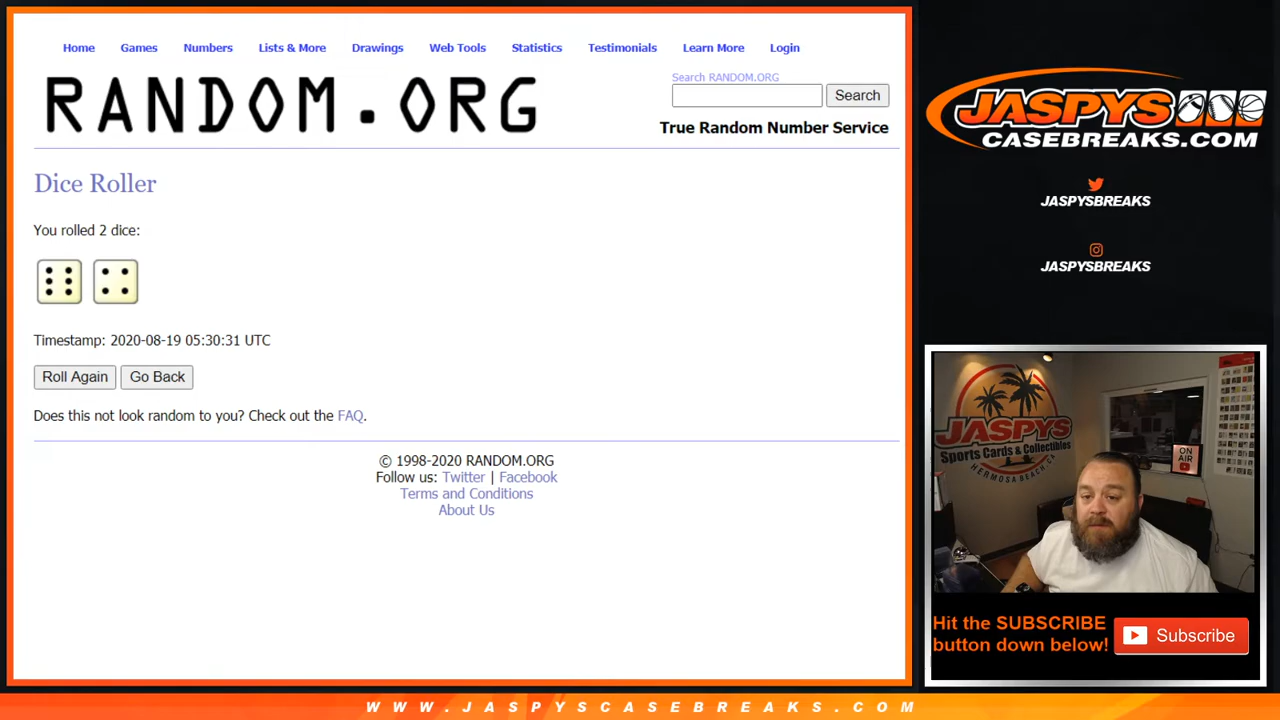 Home Games Numbers Lists & More Drawings Web Tools Statistics Testimonials Learn More Login
RANDOM.ORG
Search RANDOM.ORG
Search
True Random Number Service
Dice Roller
You rolled 2 dice:
Timestamp: 2020-08-19 05:30:31 UTC
Roll Again Go Back
Does this not look random to you? Check out the FAQ.
© 1998-2020 RANDOM.ORG
Follow us: Twitter | Facebook
Terms and Conditions
About Us
JASPYS
CASEBREAKS.COM
JASPYSBREAKS
JASPYSBREAKS
JASPYS
Sports Cards & Collectibles
HERMOSA BEACH, CA
ON
AIR
Hit the SUBSCRIBE
button down below!
Subscribe
WWW.JASPYSCASEBREAKS.COM